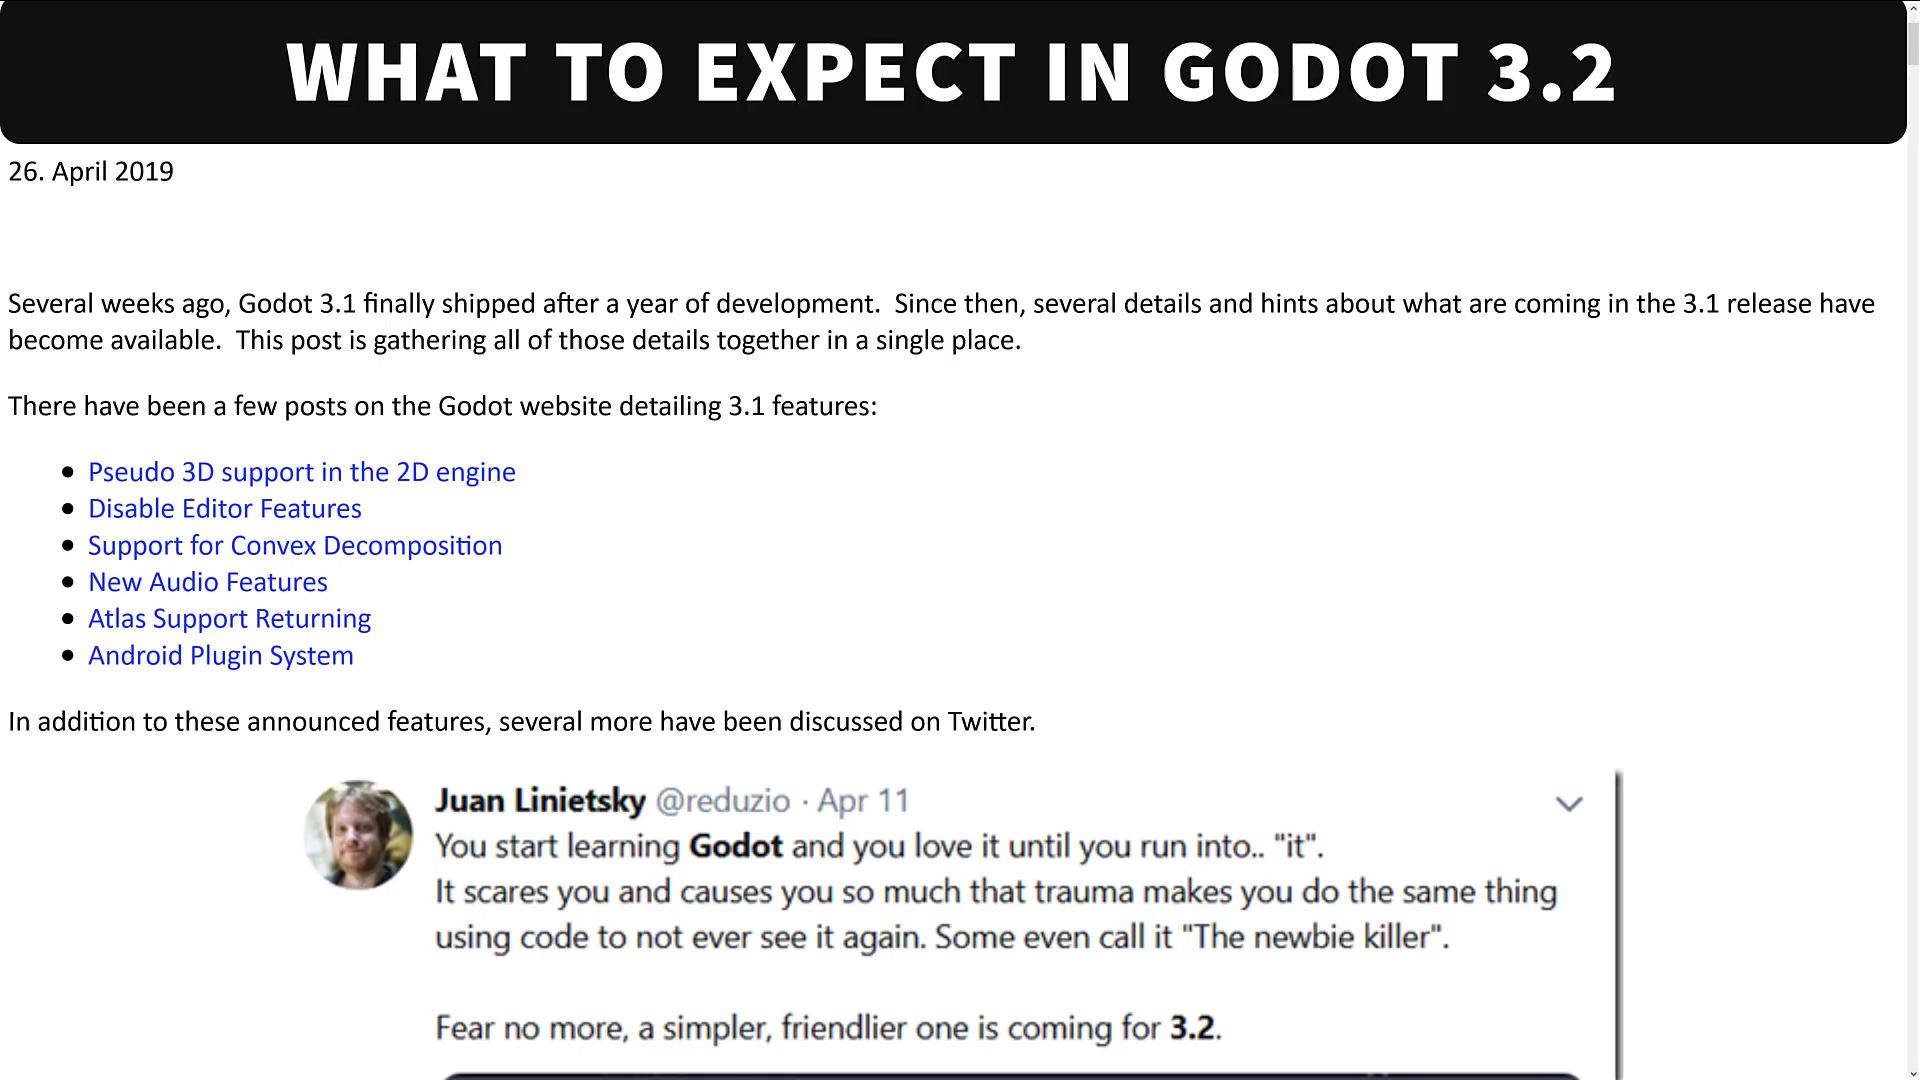 WHAT TO EXPECT IN GODOT 3.2
26. April 2019
Several weeks ago, Godot 3.1 finally shipped after a year of development.  Since then, several details and hints about what are coming in the 3.1 release have
become available.  This post is gathering all of those details together in a single place.
There have been a few posts on the Godot website detailing 3.1 features:
Pseudo 3D support in the 2D engine
Disable Editor Features
Support for Convex Decomposition
New Audio Features
Atlas Support Returning
Android Plugin System
In addition to these announced features, several more have been discussed on Twitter.
Juan Linietsky @reduzio · Apr 11
You start learning Godot and you love it until you run into.. "it".
It scares you and causes you so much that trauma makes you do the same thing
using code to not ever see it again. Some even call it "The newbie killer".
Fear no more, a simpler, friendlier one is coming for 3.2.